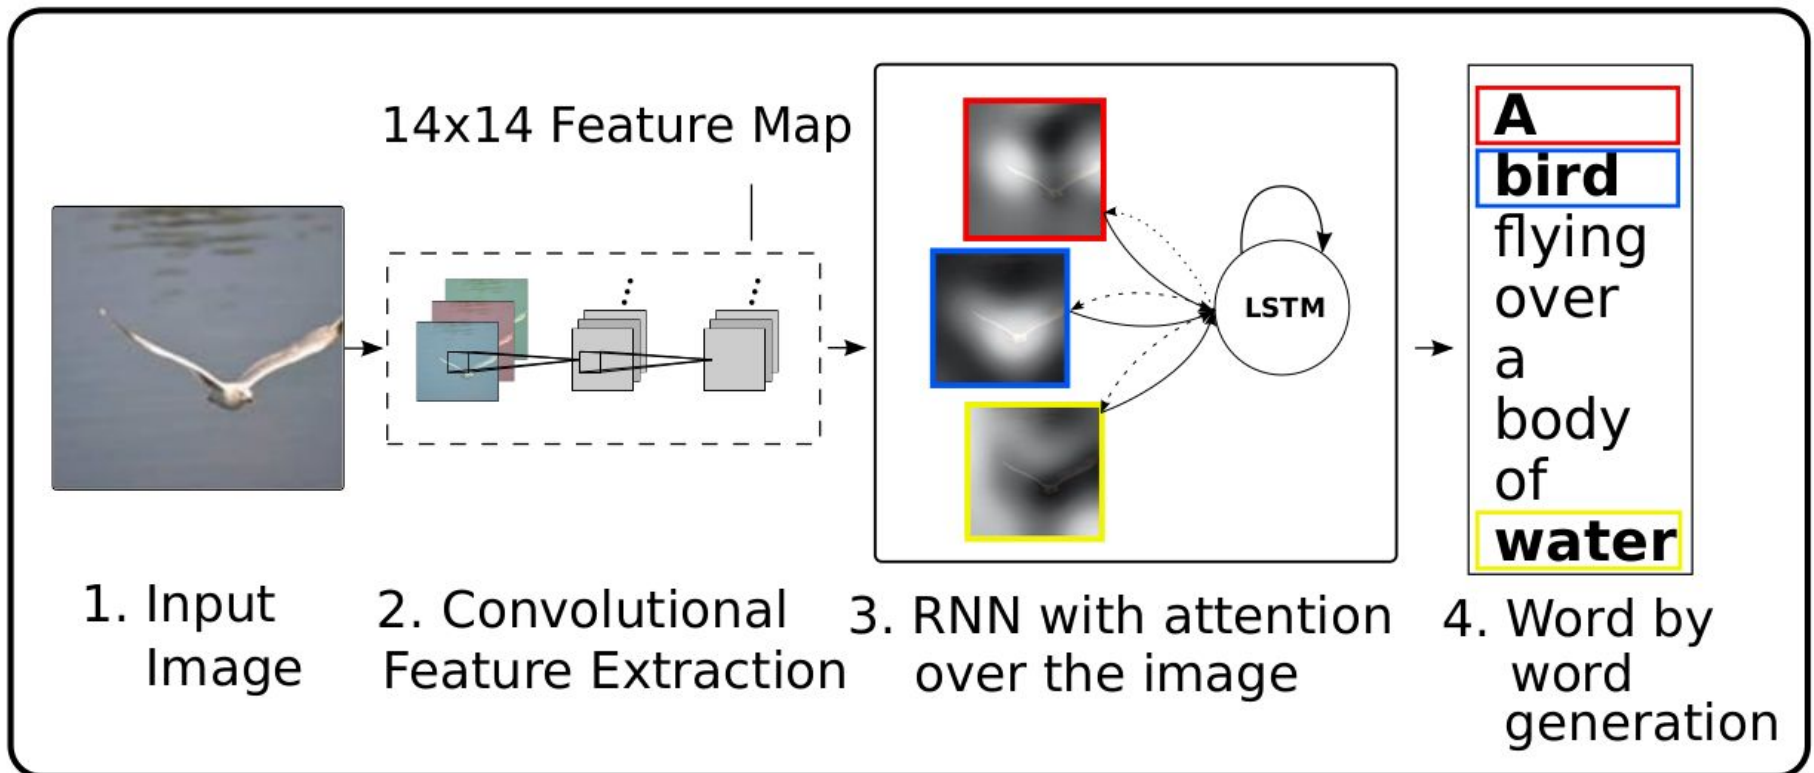 14x14 Feature Map
LSTM
A
bird
flying
over
a
body
of
water
1. Input
Image
2. Convolutional
Feature Extraction
3. RNN with attention
over the image
4. Word by
word
generation